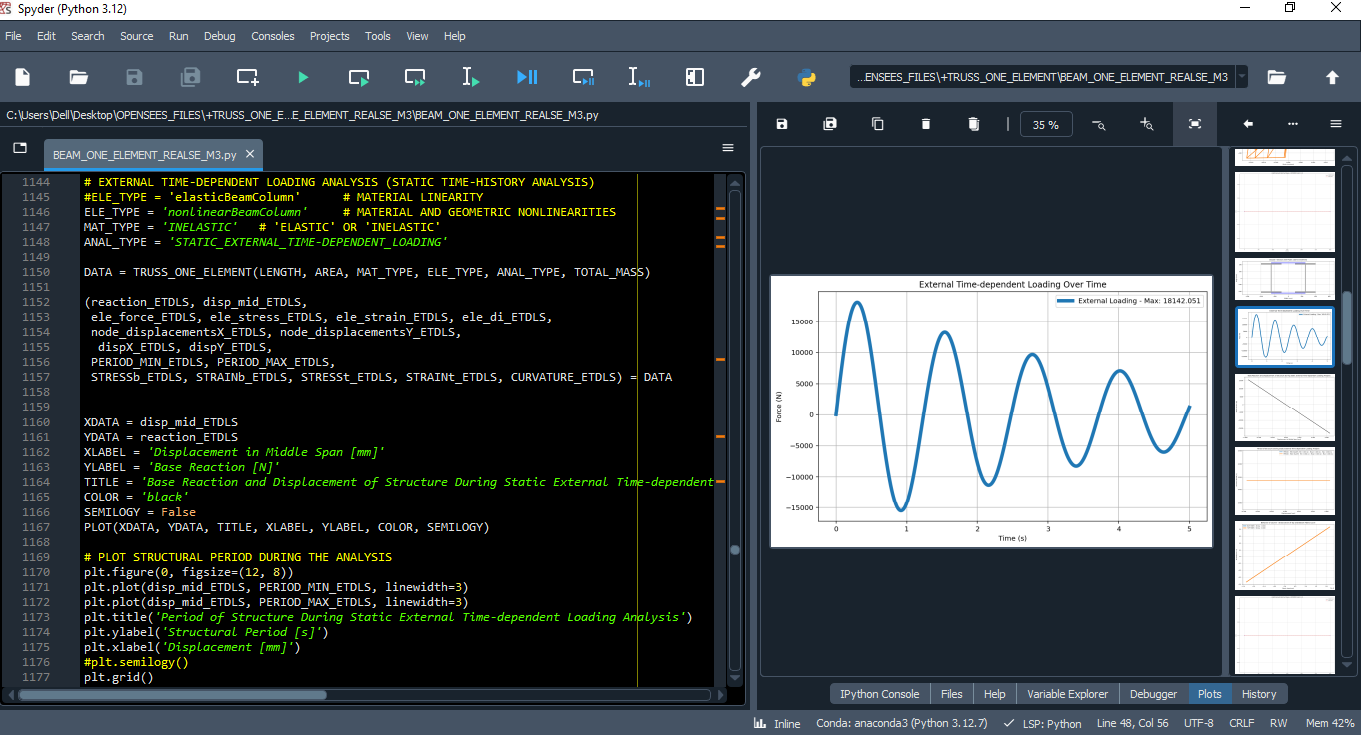 Spyder (Python 3.12)
File Edit Search Source Run Debug Consoles Projects Tools View Help
...ENSEES_FILES\+TRUSS_ONE_ELEMENT\BEAM_ONE_ELEMENT_REALSE_M3
C:\Users\Dell\Desktop\OPENSEES_FILES\+TRUSS_ONE_E...E_ELEMENT_REALSE_M3\BEAM_ONE_ELEMENT_REALSE_M3.py
BEAM_ONE_ELEMENT_REALSE_M3.py
1144 # EXTERNAL TIME-DEPENDENT LOADING ANALYSIS (STATIC TIME-HISTORY ANALYSIS)
1145 #ELE_TYPE = 'elasticBeamColumn' # MATERIAL LINEARITY
1146 ELE_TYPE = 'nonlinearBeamColumn' # MATERIAL AND GEOMETRIC NONLINEARITIES
1147 MAT_TYPE = 'INELASTIC' # 'ELASTIC' OR 'INELASTIC'
1148 ANAL_TYPE = 'STATIC_EXTERNAL_TIME-DEPENDENT_LOADING'
1149
1150 DATA = TRUSS_ONE_ELEMENT(LENGTH, AREA, MAT_TYPE, ELE_TYPE, ANAL_TYPE, TOTAL_MASS)
1151
1152 (reaction_ETDLS, disp_mid_ETDLS,
1153 ele_force_ETDLS, ele_stress_ETDLS, ele_strain_ETDLS, ele_di_ETDLS,
1154 node_displacementsX_ETDLS, node_displacementsY_ETDLS,
1155 dispX_ETDLS, dispY_ETDLS,
1156 PERIOD_MIN_ETDLS, PERIOD_MAX_ETDLS,
1157 STRESSb_ETDLS, STRAINb_ETDLS, STRESSt_ETDLS, STRAINt_ETDLS, CURVATURE_ETDLS) = DATA
1158
1159
1160 XDATA = disp_mid_ETDLS
1161 YDATA = reaction_ETDLS
1162 XLABEL = 'Displacement in Middle Span [mm]'
1163 YLABEL = 'Base Reaction [N]'
1164 TITLE = 'Base Reaction and Displacement of Structure During Static External Time-dependent
1165 COLOR = 'black'
1166 SEMILOGY = False
1167 PLOT(XDATA, YDATA, TITLE, XLABEL, YLABEL, COLOR, SEMILOGY)
1168
1169 # PLOT STRUCTURAL PERIOD DURING THE ANALYSIS
1170 plt.figure(0, figsize=(12, 8))
1171 plt.plot(disp_mid_ETDLS, PERIOD_MIN_ETDLS, linewidth=3)
1172 plt.plot(disp_mid_ETDLS, PERIOD_MAX_ETDLS, linewidth=3)
1173 plt.title('Period of Structure During Static External Time-dependent Loading Analysis')
1174 plt.ylabel('Structural Period [s]')
1175 plt.xlabel('Displacement [mm]')
1176 #plt.semilogy()
1177 plt.grid()
35 %
External Time-dependent Loading Over Time
External Loading - Max: 18142.051
15000
10000
5000
0
−5000
−10000
−15000
Force (N)
0 1 2 3 4 5
Time (s)
IPython Console Files Help Variable Explorer Debugger Plots History
Inline Conda: anaconda3 (Python 3.12.7) LSP: Python Line 48, Col 56 UTF-8 CRLF RW Mem 42%